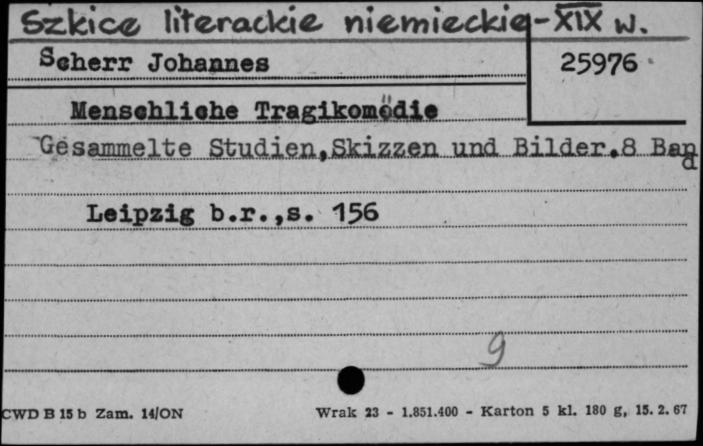 Szkice literackie niemieckie - XIX w.
Scherr Johannes
25976
Menschliche Tragikomödie
Gesammelte Studien,Skizzen und Bilder.8 Band
Leipzig b.r.,s. 156
9
CWD B 15 b Zam. 14/ON
Wrak 23 - 1.851.400 - Karton 5 kl. 180 g, 15. 2. 67